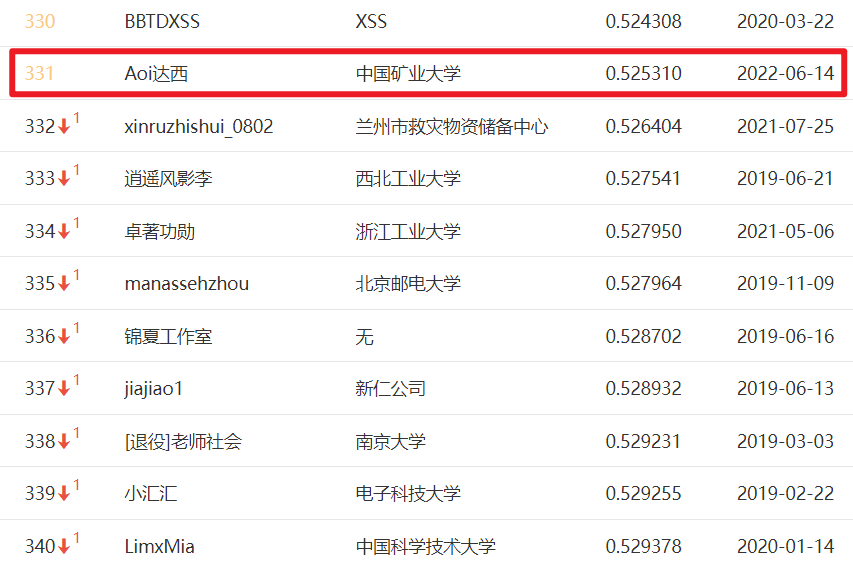 330 BBTDXSS XSS 0.524308 2020-03-22
331 Aoi达西 中国矿业大学 0.525310 2022-06-14
332 1 xinruzhishui_0802 兰州市救灾物资储备中心 0.526404 2021-07-25
333 1 逍遥风影李 西北工业大学 0.527541 2019-06-21
334 1 卓著功勋 浙江工业大学 0.527950 2021-05-06
335 1 manassehzhou 北京邮电大学 0.527964 2019-11-09
336 1 锦夏工作室 无 0.528702 2019-06-16
337 1 jiajiao1 新仁公司 0.528932 2019-06-13
338 1 [退役]老师社会 南京大学 0.529231 2019-03-03
339 1 小汇汇 电子科技大学 0.529255 2019-02-22
340 1 LimxMia 中国科学技术大学 0.529378 2020-01-14